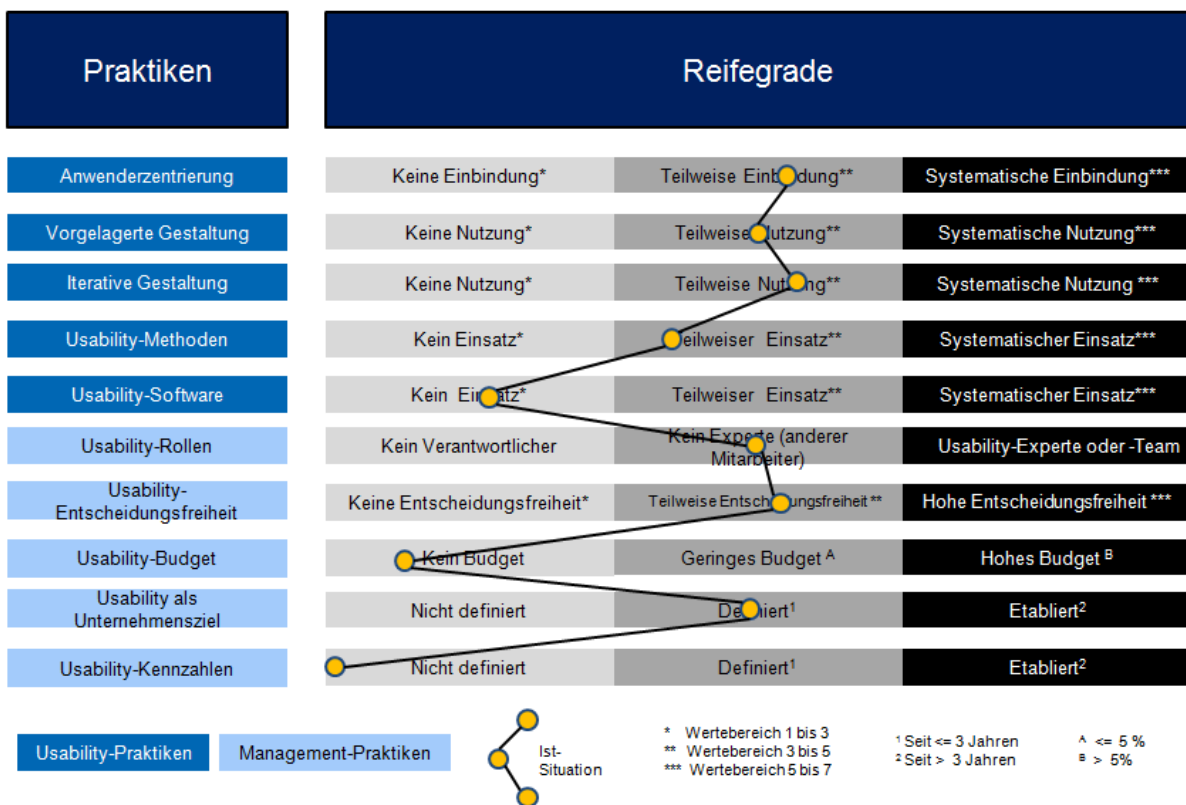 Praktiken
Reifegrade
Anwenderzentrierung
Keine Einbindung*
Teilweise Einbindung**
Systematische Einbindung***
Vorgelagerte Gestaltung
Keine Nutzung*
Teilweise Nutzung**
Systematische Nutzung***
Iterative Gestaltung
Keine Nutzung*
Teilweise Nutzung**
Systematische Nutzung ***
Usability-Methoden
Kein Einsatz*
Teilweiser Einsatz**
Systematischer Einsatz***
Usability-Software
Kein Einsatz*
Teilweiser Einsatz**
Systematischer Einsatz***
Usability-Rollen
Kein Verantwortlicher
Kein Experte (anderer
Mitarbeiter)
Usability-Experte oder -Team
Usability-
Entscheidungsfreiheit
Keine Entscheidungsfreiheit*
Teilweise Entscheidungsfreiheit**
Hohe Entscheidungsfreiheit***
Usability-Budget
Kein Budget
Geringes Budget A
Hohes Budget B
Usability als
Unternehmensziel
Nicht definiert
Definiert¹
Etabliert²
Usability-Kennzahlen
Nicht definiert
Definiert¹
Etabliert²
Usability-Praktiken
Management-Praktiken
Ist-
Situation
* Wertebereich 1 bis 3
** Wertebereich 3 bis 5
*** Wertebereich 5 bis 7
¹ Seit <= 3 Jahren
² Seit > 3 Jahren
A <= 5 %
B > 5%